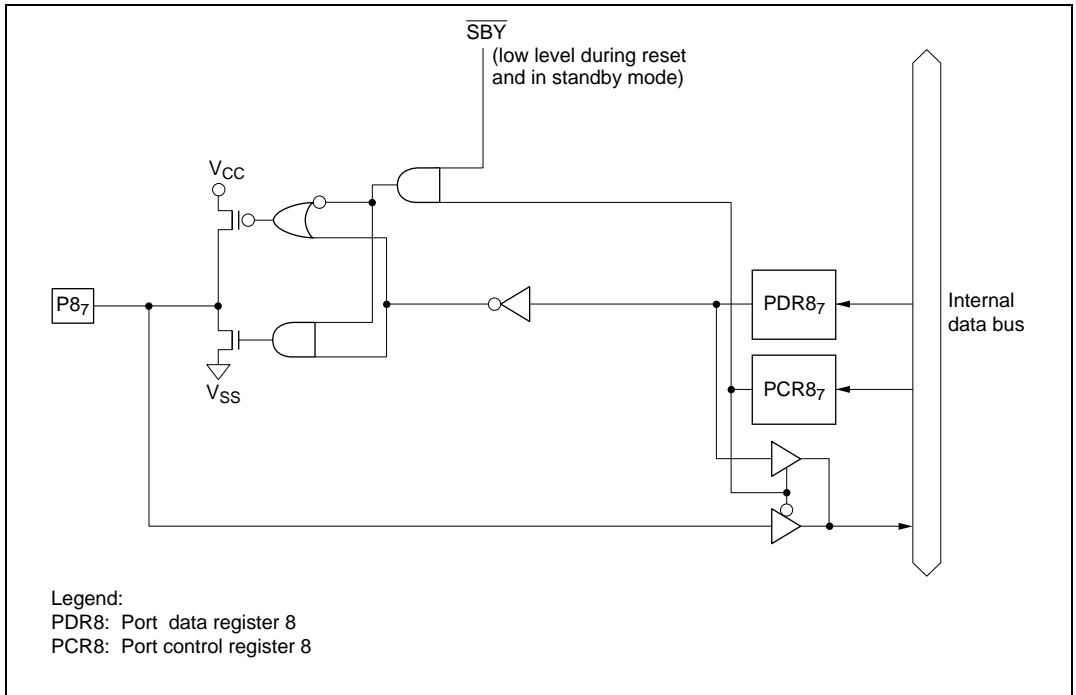 SBY
(low level during reset
and in standby mode)
VCC
P87
VSS
PDR87
PCR87
Internal
data bus
Legend:
PDR8: Port data register 8
PCR8: Port control register 8